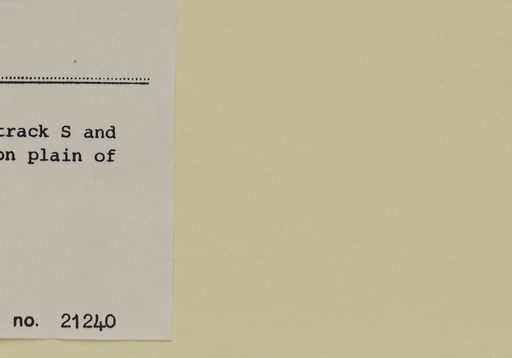 track S and
on plain of
no. 21240